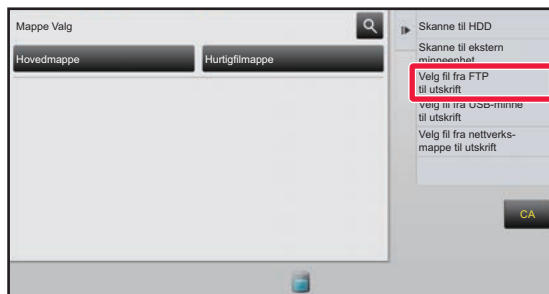 Mappe Valg
Hovedmappe
Hurtigfilmappe
Skanne til HDD
Skanne til ekstern
minneenhet
Velg fil fra FTP
til utskrift
Velg fil fra USB-minne
til utskrift
Velg fil fra nettverks-
mappe til utskrift
CA